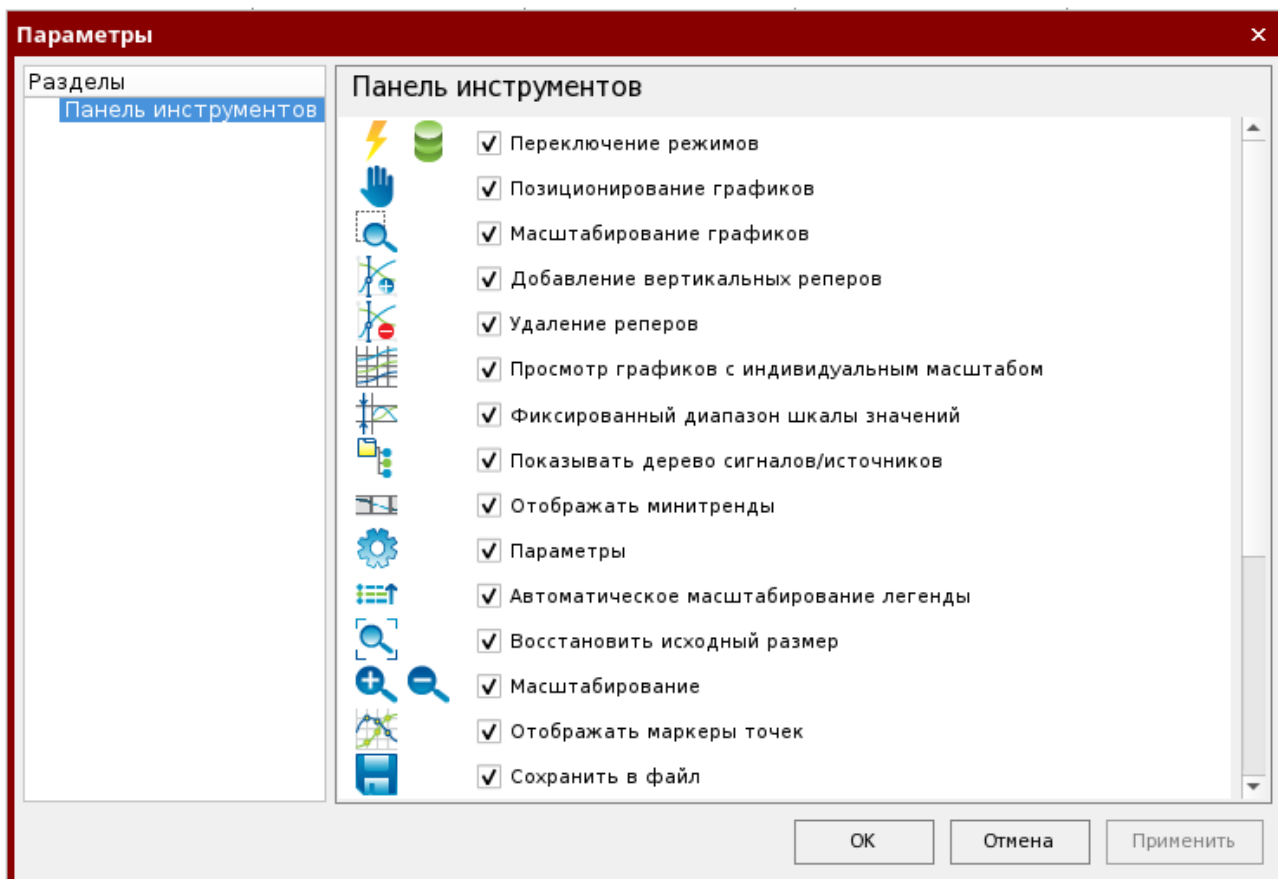 Параметры
Разделы
Панель инструментов
Панель инструментов
Переключение режимов
Позиционирование графиков
Масштабирование графиков
Добавление вертикальных реперов
Удаление реперов
Просмотр графиков с индивидуальным масштабом
Фиксированный диапазон шкалы значений
Показывать дерево сигналов/источников
Отображать минитренды
Параметры
Автоматическое масштабирование легенды
Восстановить исходный размер
Масштабирование
Отображать маркеры точек
Сохранить в файл
ОК
Отмена
Применить